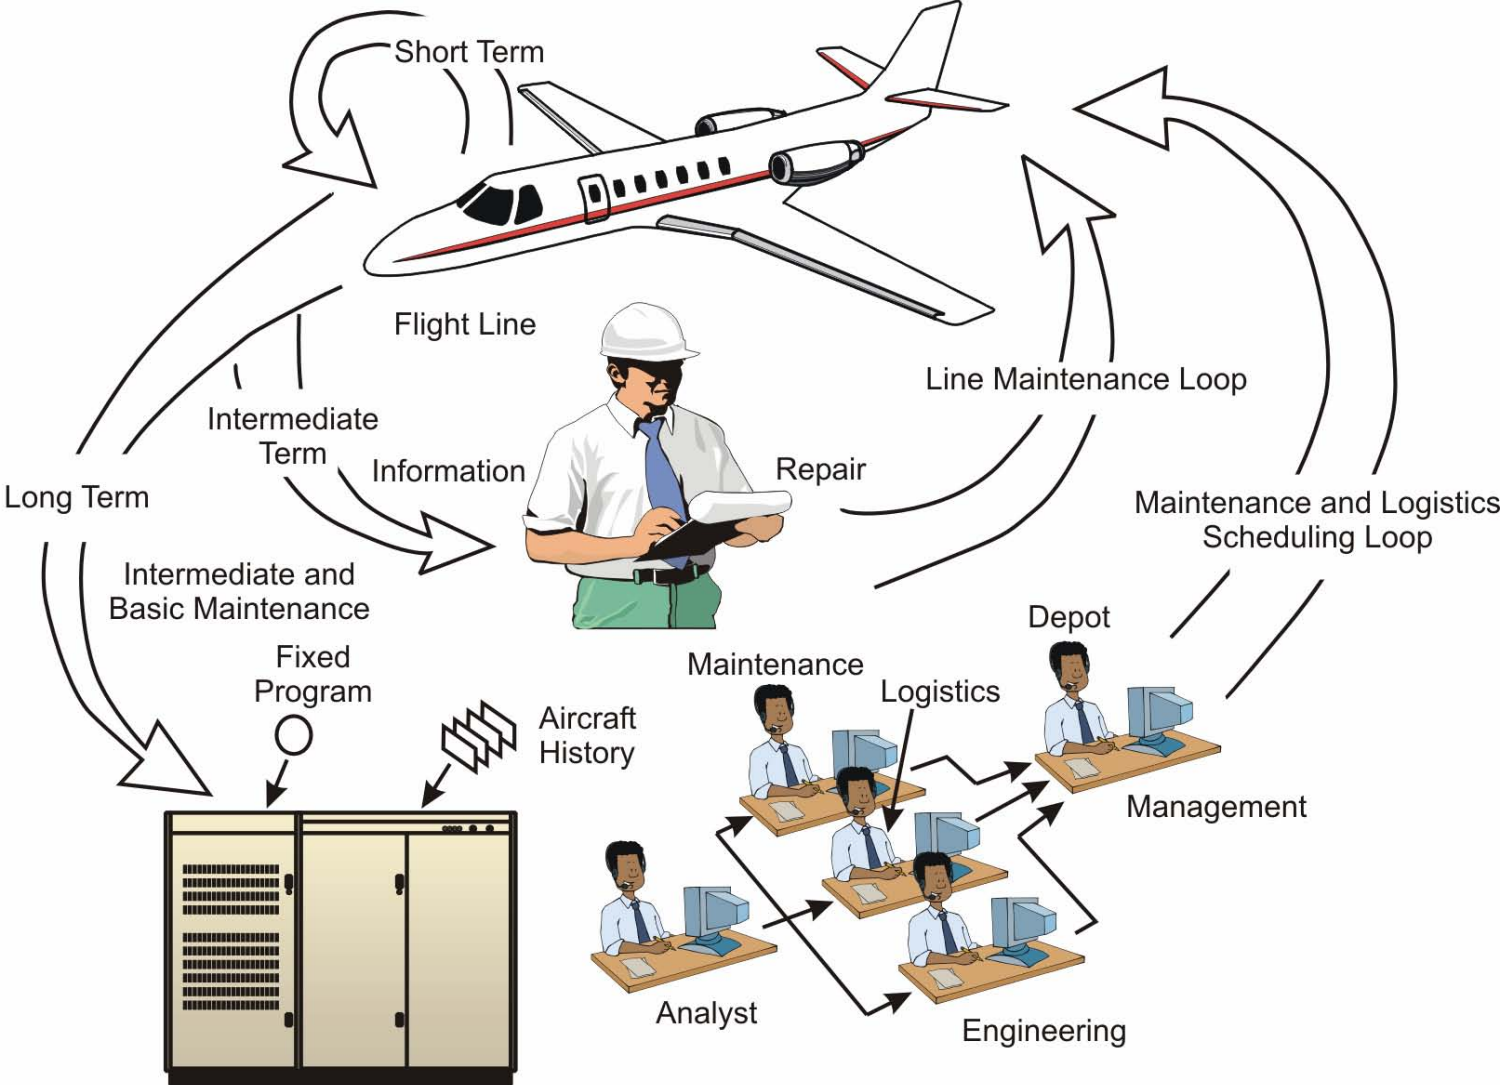 Short Term
Flight Line
Line Maintenance Loop
Intermediate
Term
Information
Repair
Long Term
Maintenance and Logistics
Scheduling Loop
Intermediate and
Basic Maintenance
Fixed
Program
Aircraft
History
Maintenance
Logistics
Depot
Management
Analyst
Engineering